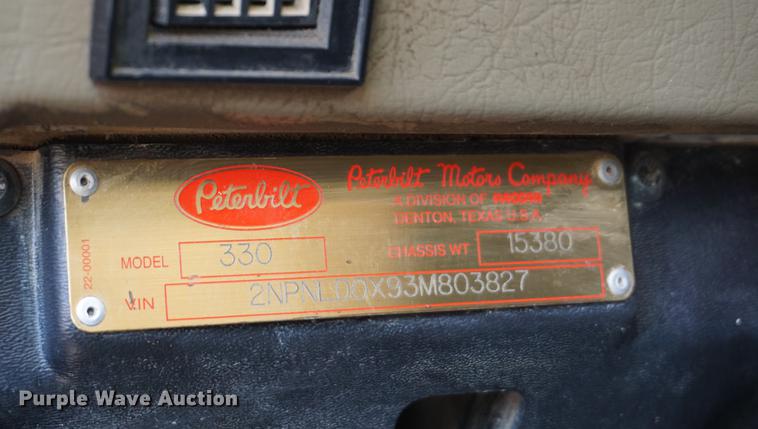 Peterbilt
Peterbilt Motors Company
A DIVISION OF PACCAR
DENTON, TEXAS U.S.A.
MODEL 330
CHASSIS WT 15380
VIN 2NPNLD0X93M803827
22-00001
Purple Wave Auction